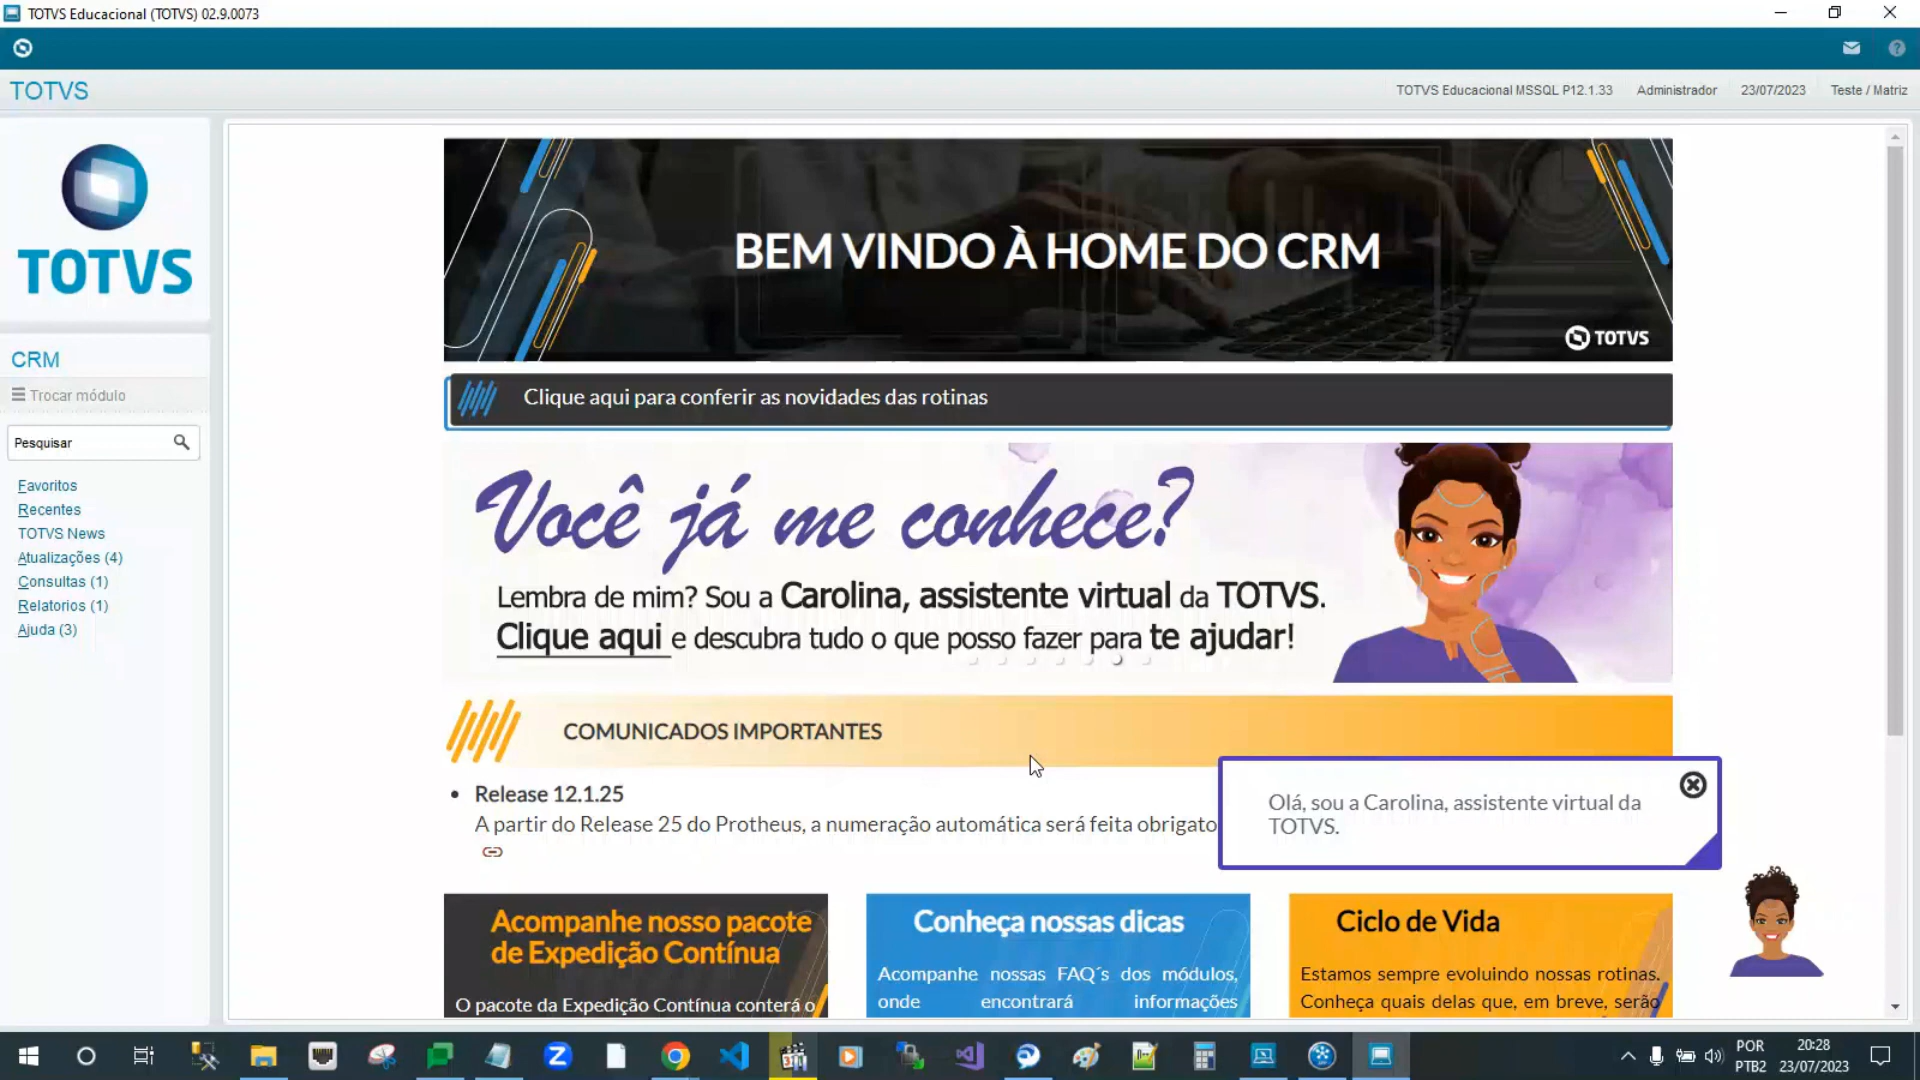 TOTVS Educacional (TOTVS) 02.9.0073
TOTVS
TOTVS Educacional MSSQL P12.1.33 Administrador 23/07/2023 Teste / Matriz
TOTVS
CRM
Trocar módulo
Pesquisar
Favoritos
Recentes
TOTVS News
Atualizações (4)
Consultas (1)
Relatorios (1)
Ajuda (3)
BEM VINDO À HOME DO CRM
TOTVS
Clique aqui para conferir as novidades das rotinas
Você já me conhece?
Lembra de mim? Sou a Carolina, assistente virtual da TOTVS.
Clique aqui e descubra tudo o que posso fazer para te ajudar!
COMUNICADOS IMPORTANTES
Release 12.1.25
A partir do Release 25 do Protheus, a numeração automática será feita obrigato
Olá, sou a Carolina, assistente virtual da
TOTVS.
Acompanhe nosso pacote
de Expedição Contínua
O pacote da Expedição Contínua conterá o
Conheça nossas dicas
Acompanhe nossas FAQ´s dos módulos,
onde encontrará informações
Ciclo de Vida
Estamos sempre evoluindo nossas rotinas.
Conheça quais delas que, em breve, serão
POR
PTB2
20:28
23/07/2023